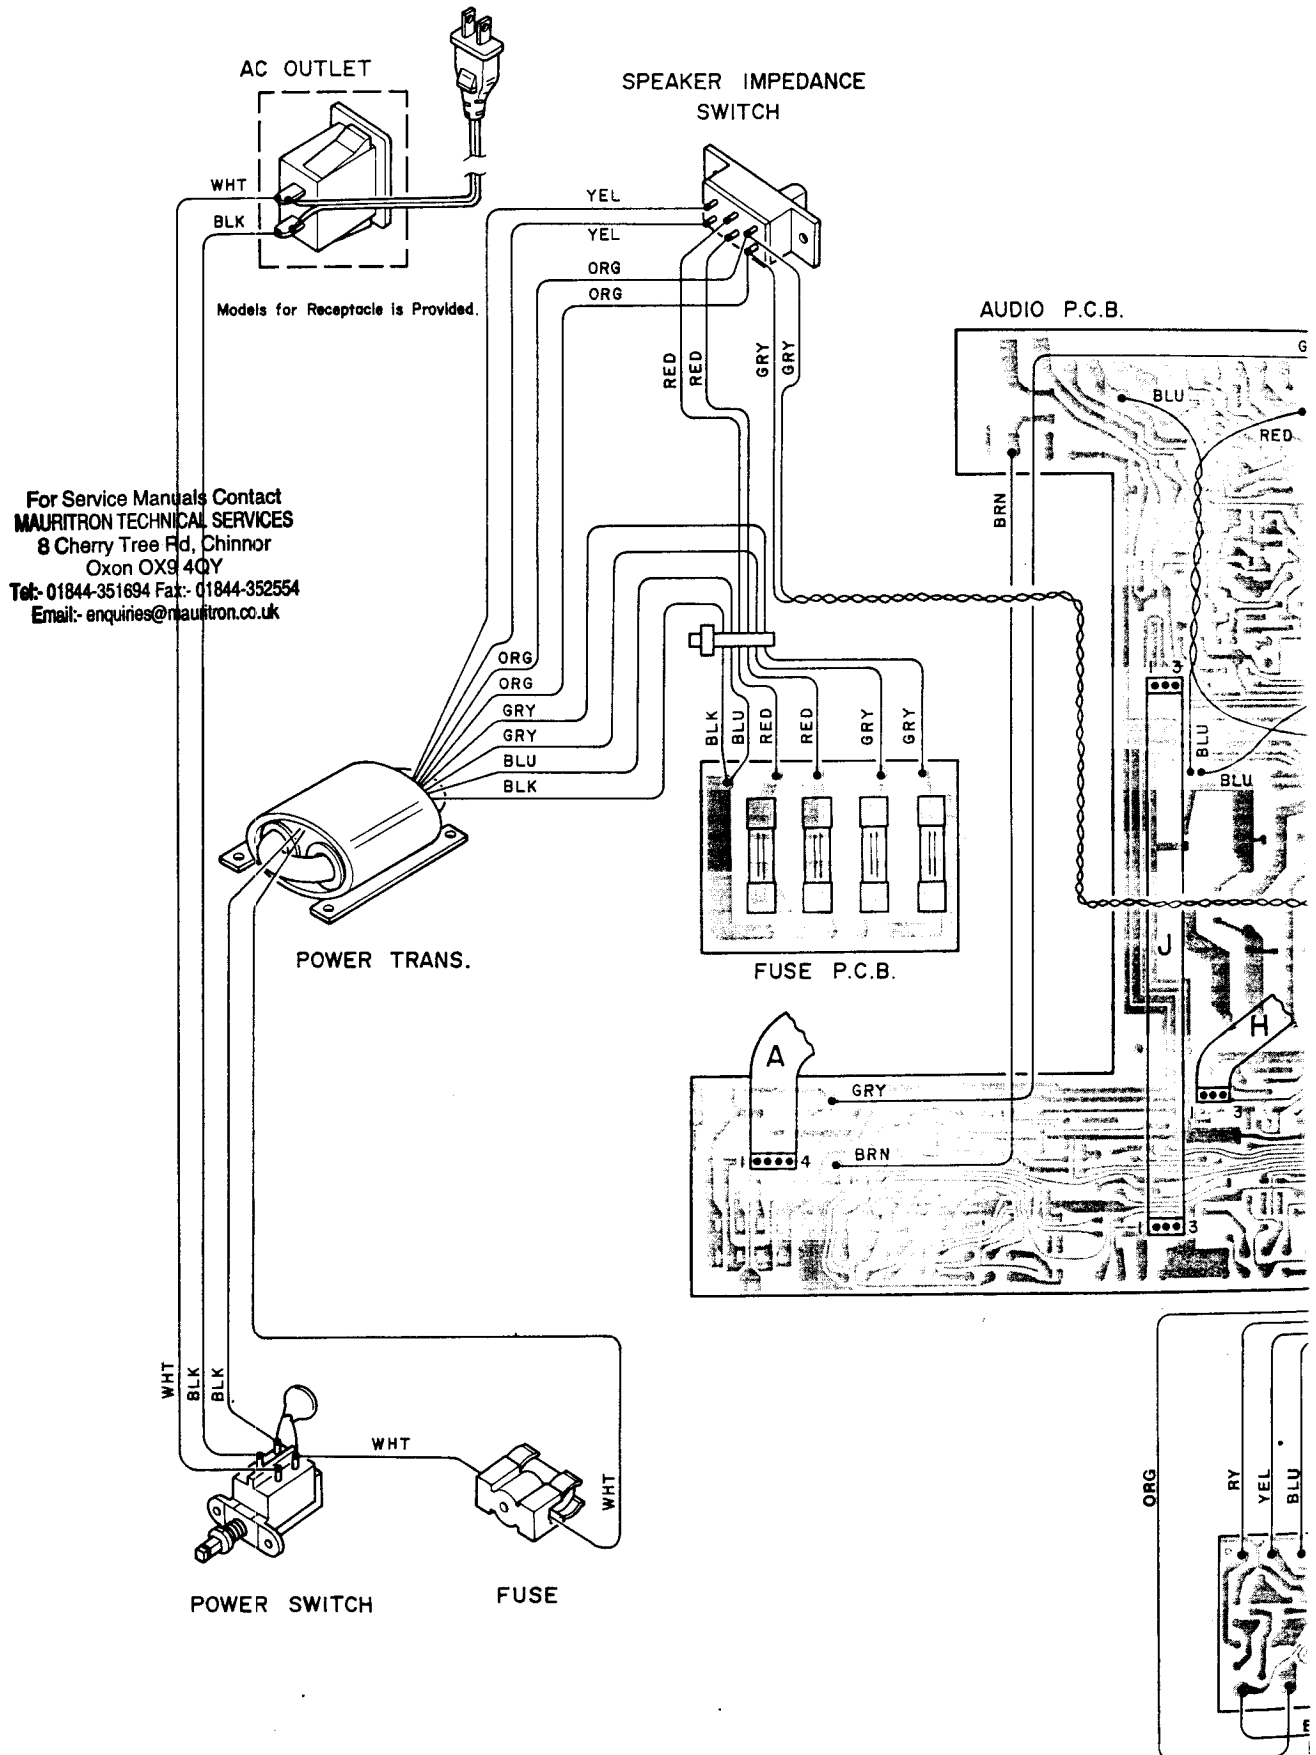 AC OUTLET
SPEAKER IMPEDANCE
SWITCH
WHT
BLK
YEL
YEL
ORG
ORG
Models for Receptacle is Provided.
AUDIO P.C.B.
G
RED
RED
GRY
GRY
BLU
RED
For Service Manuals Contact
MAURITRON TECHNICAL SERVICES
8 Cherry Tree Rd, Chinnor
Oxon OX9 4QY
Tel:- 01844-351694 Fax:- 01844-352554
Email:- enquiries@mauritron.co.uk
BRN
ORG
ORG
GRY
GRY
BLU
BLK
1 3
BLK
BLU
RED
RED
GRY
GRY
BLU
BLU
POWER TRANS.
FUSE P.C.B.
J
H
A
GRY
1 3
1 4
BRN
1 3
WHT
BLK
BLK
WHT
WHT
ORG
RY
YEL
BLU
POWER SWITCH
FUSE